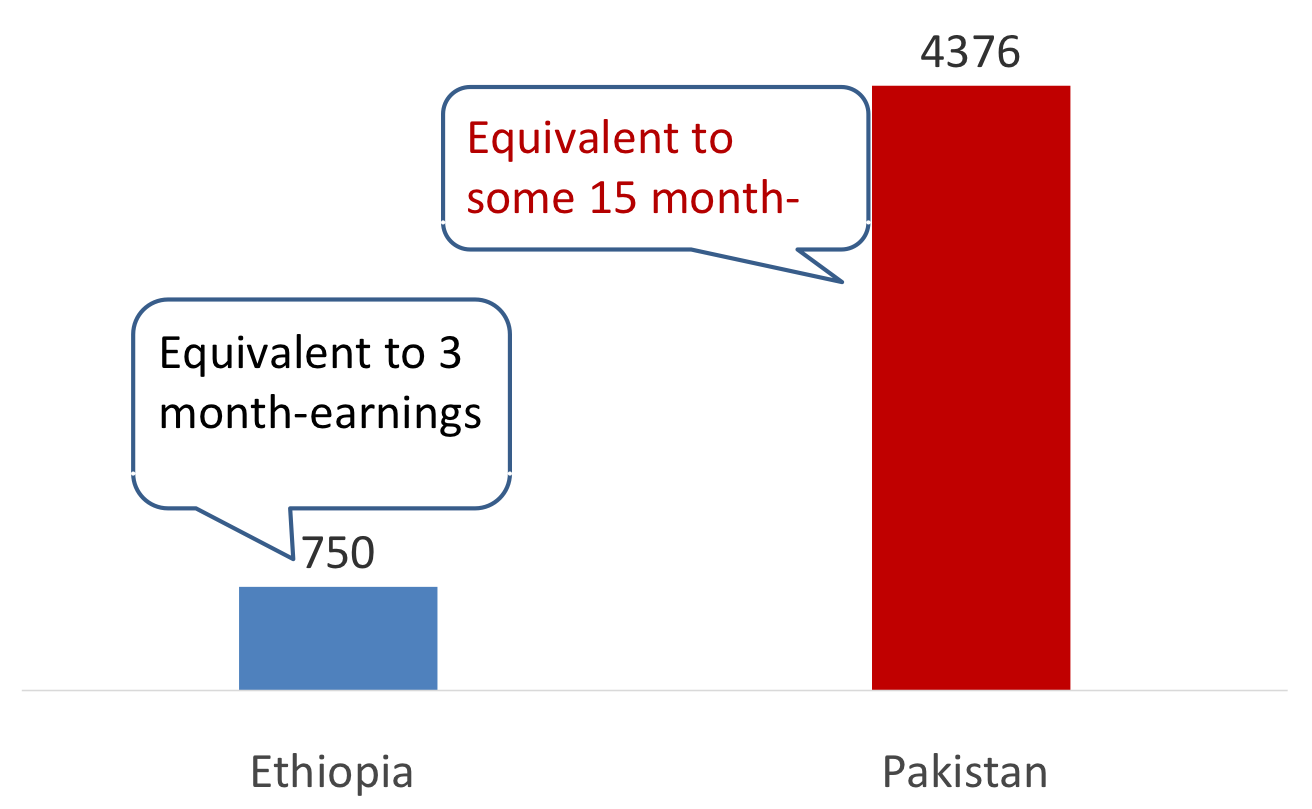 4376
Equivalent to
some 15 month-
Equivalent to 3
month-earnings
750
Ethiopia
Pakistan